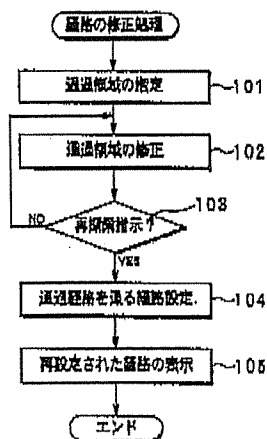 経路の修正処理
通過領域の指定
101
通過領域の修正
102
再探索指示?
103
NO
YES
通過経路を通る経路設定.
104
再設定された経路の表示
105
エンド